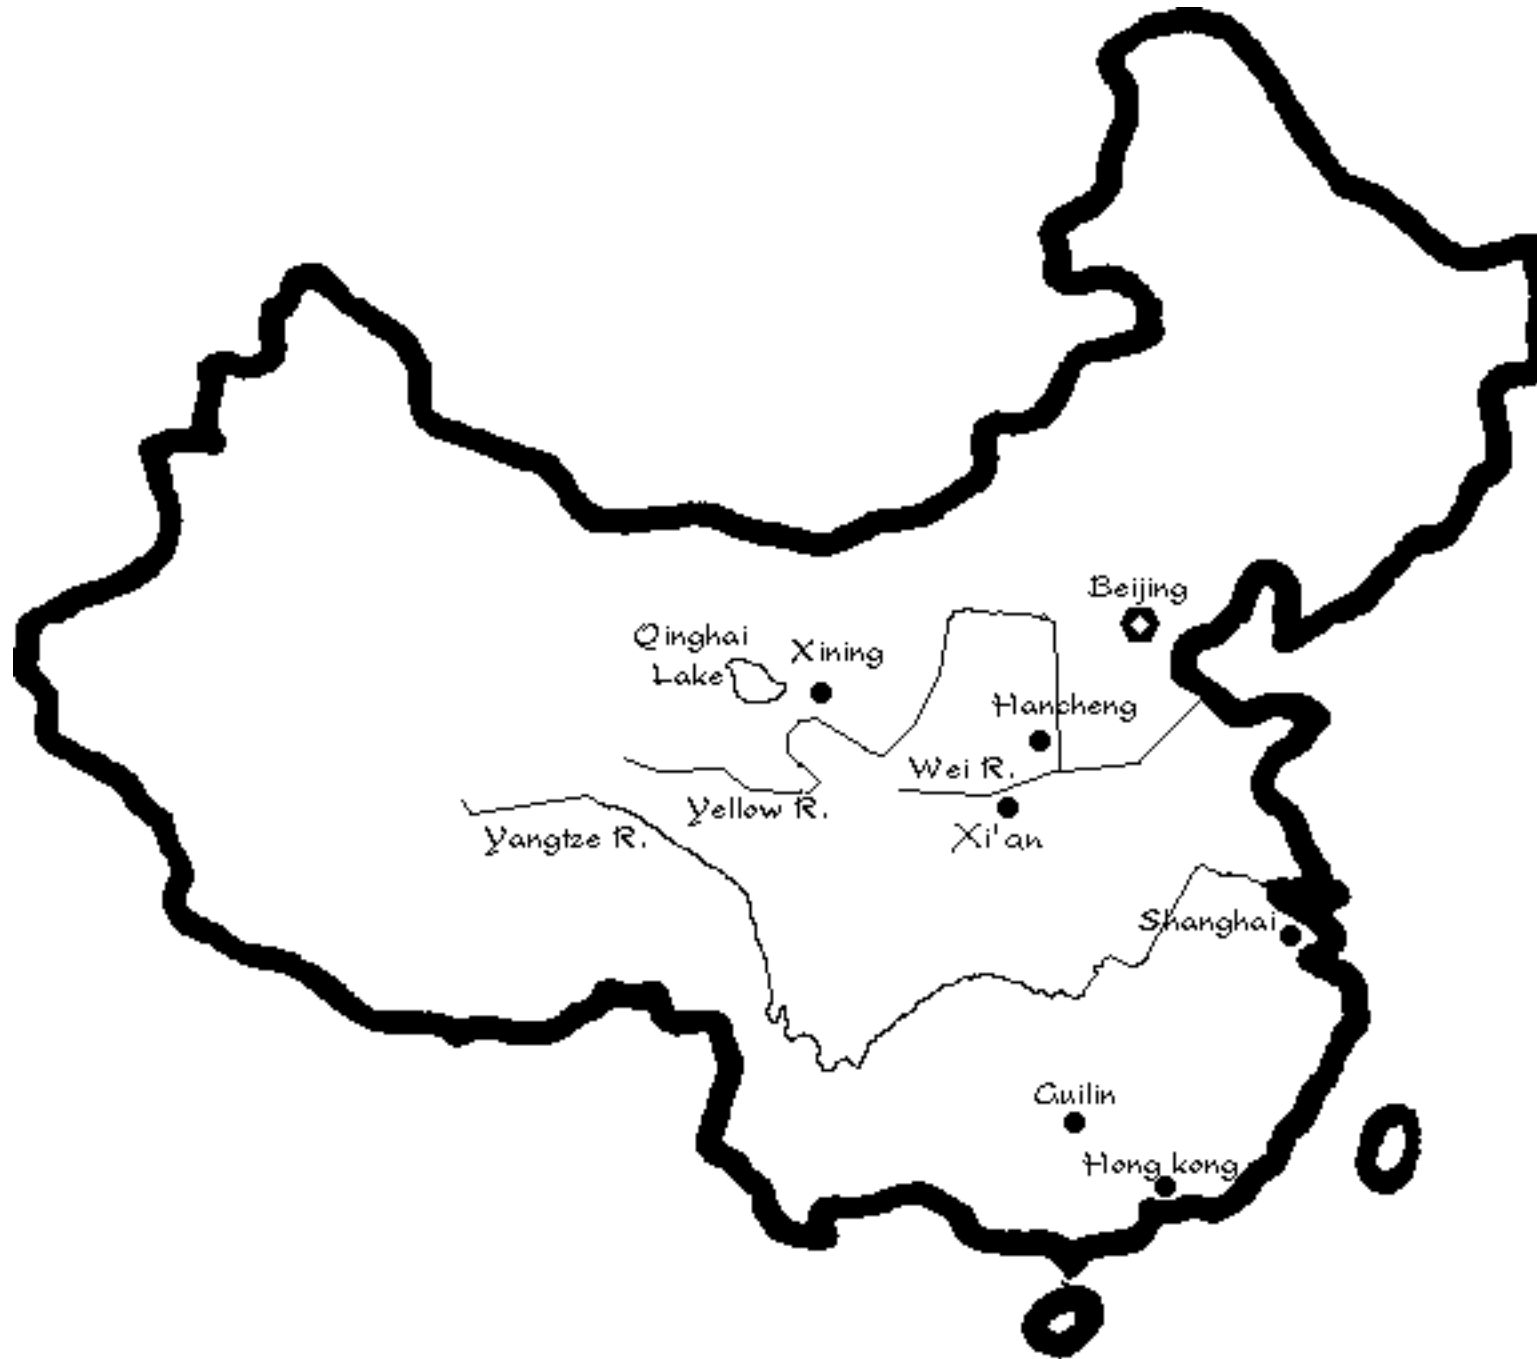 Beijing
Qinghai
Lake
Xining
Hancheng
Wei R.
Yellow R.
Xi'an
Yangtze R.
Shanghai
Guilin
Hong kong